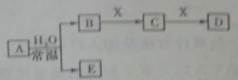 B X C X D
A H₂O
常温
E